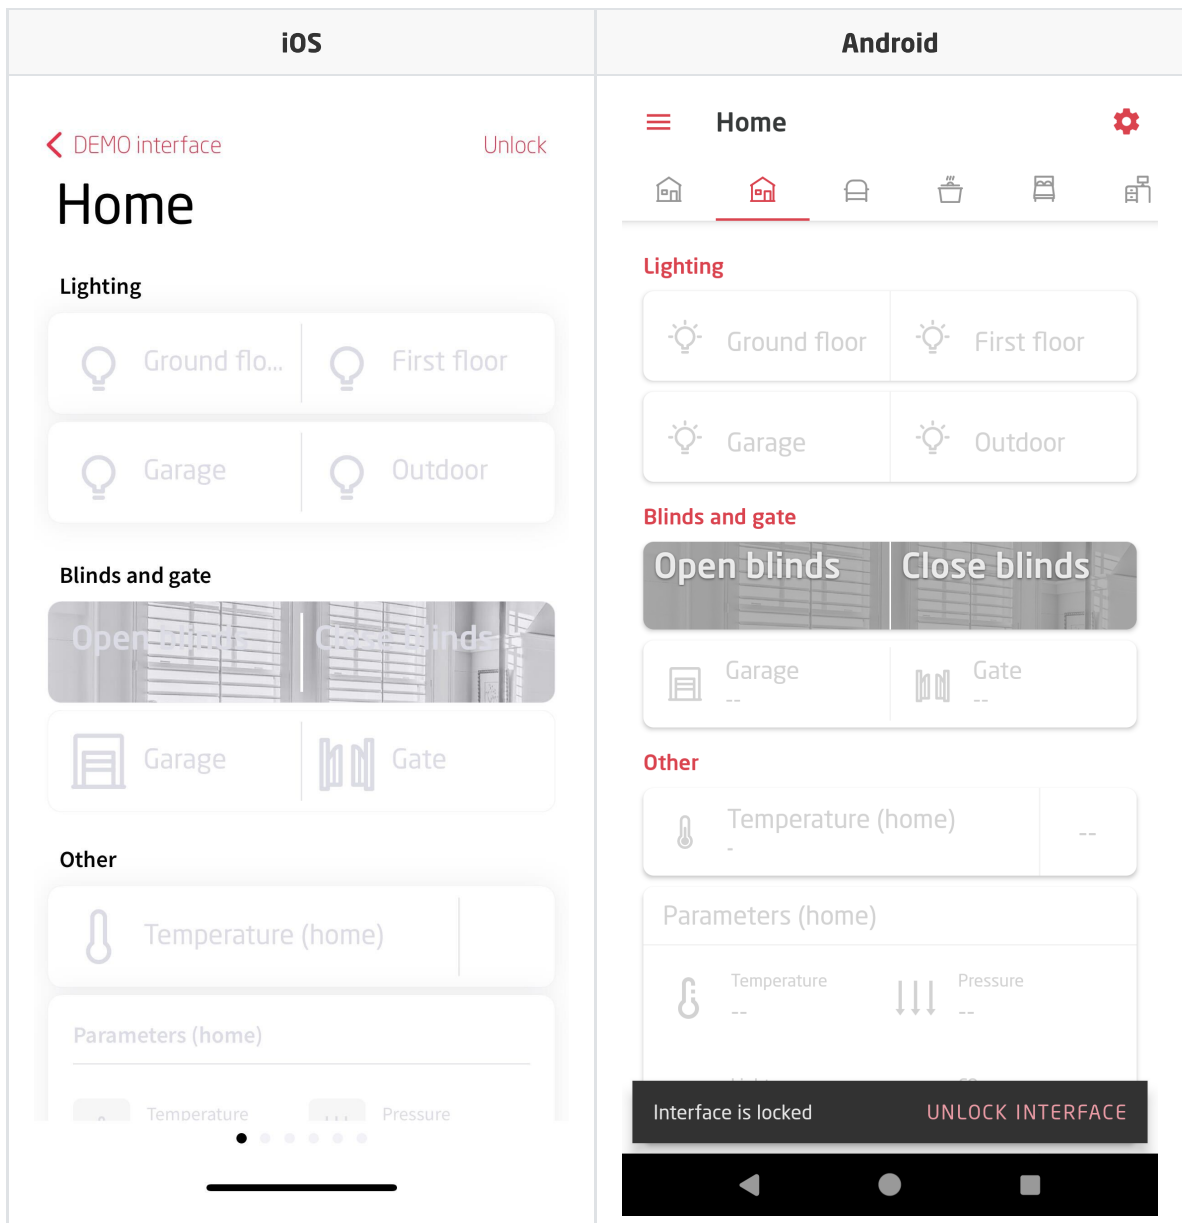 iOS
Android
DEMO interface
Unlock
Home
Lighting
Ground flo...
First floor
Garage
Outdoor
Blinds and gate
Open blinds
Close blinds
Garage
Gate
Other
Temperature (home)
Parameters (home)
Temperature
Pressure
Home
Lighting
Ground floor
First floor
Garage
Outdoor
Blinds and gate
Open blinds
Close blinds
Garage
--
Gate
--
Other
Temperature (home)
-
--
Parameters (home)
Temperature
--
Pressure
--
Interface is locked
UNLOCK INTERFACE